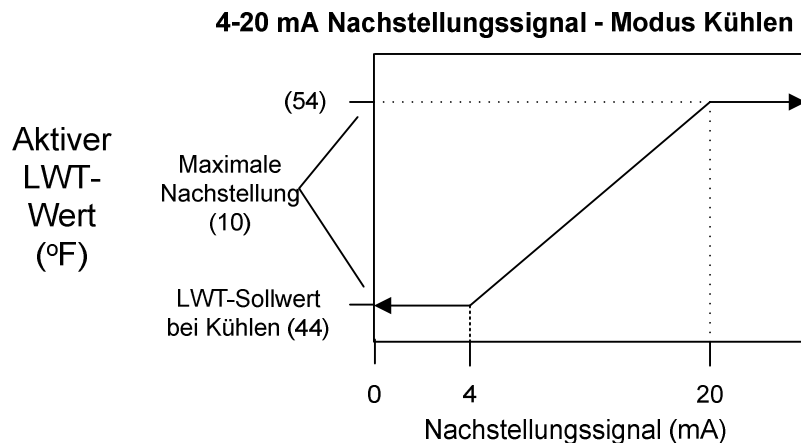 4-20 mA Nachstellungssignal - Modus Kühlen
(54)
Aktiver
LWT-
Wert
(ºF)
Maximale
Nachstellung
(10)
LWT-Sollwert
bei Kühlen (44)
0 4 20
Nachstellungssignal (mA)